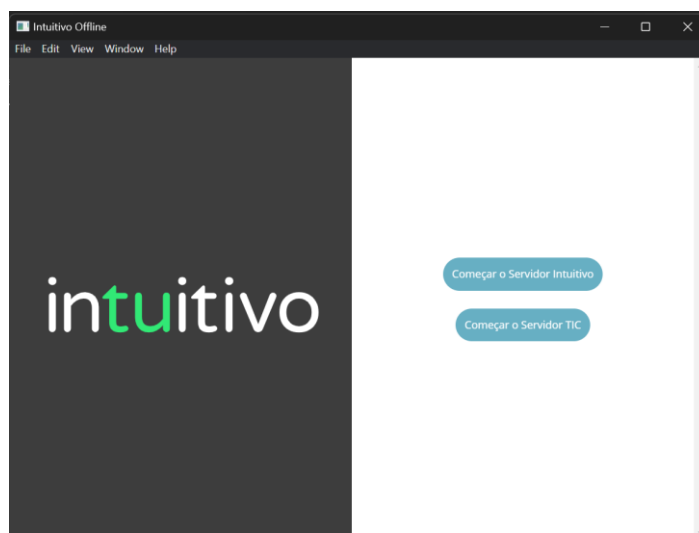 Intuitivo Offline
File Edit View Window Help
intuitivo
Começar o Servidor Intuitivo
Começar o Servidor TIC